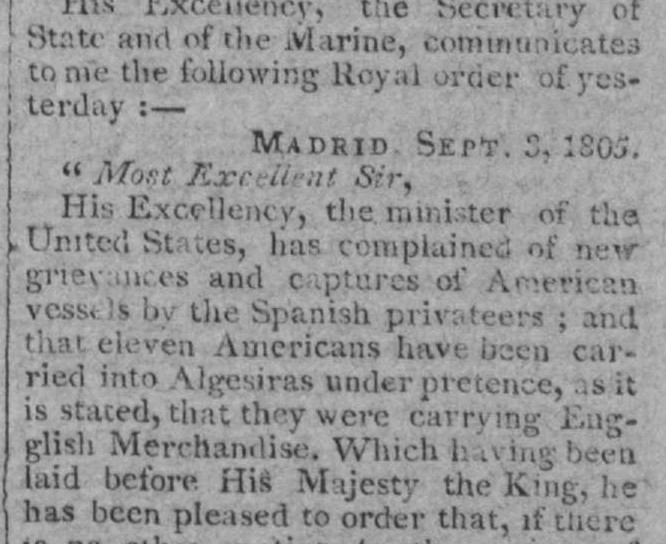 His Excellency, the Secretary of
State and of the Marine, communicates
to me the following Royal order of yes-
terday :—
MADRID. SEPT. 3, 1805.
“ Most Excellent Sir,
His Excellency, the minister of the
United States, has complained of new
grievances and captures of American
vessels by the Spanish privateers ; and
that eleven Americans have been car-
ried into Algesiras under pretence, as it
is stated, that they were carrying Eng-
glish Merchandise. Which having been
laid before His Majesty the King, he
has been pleased to order that, if there